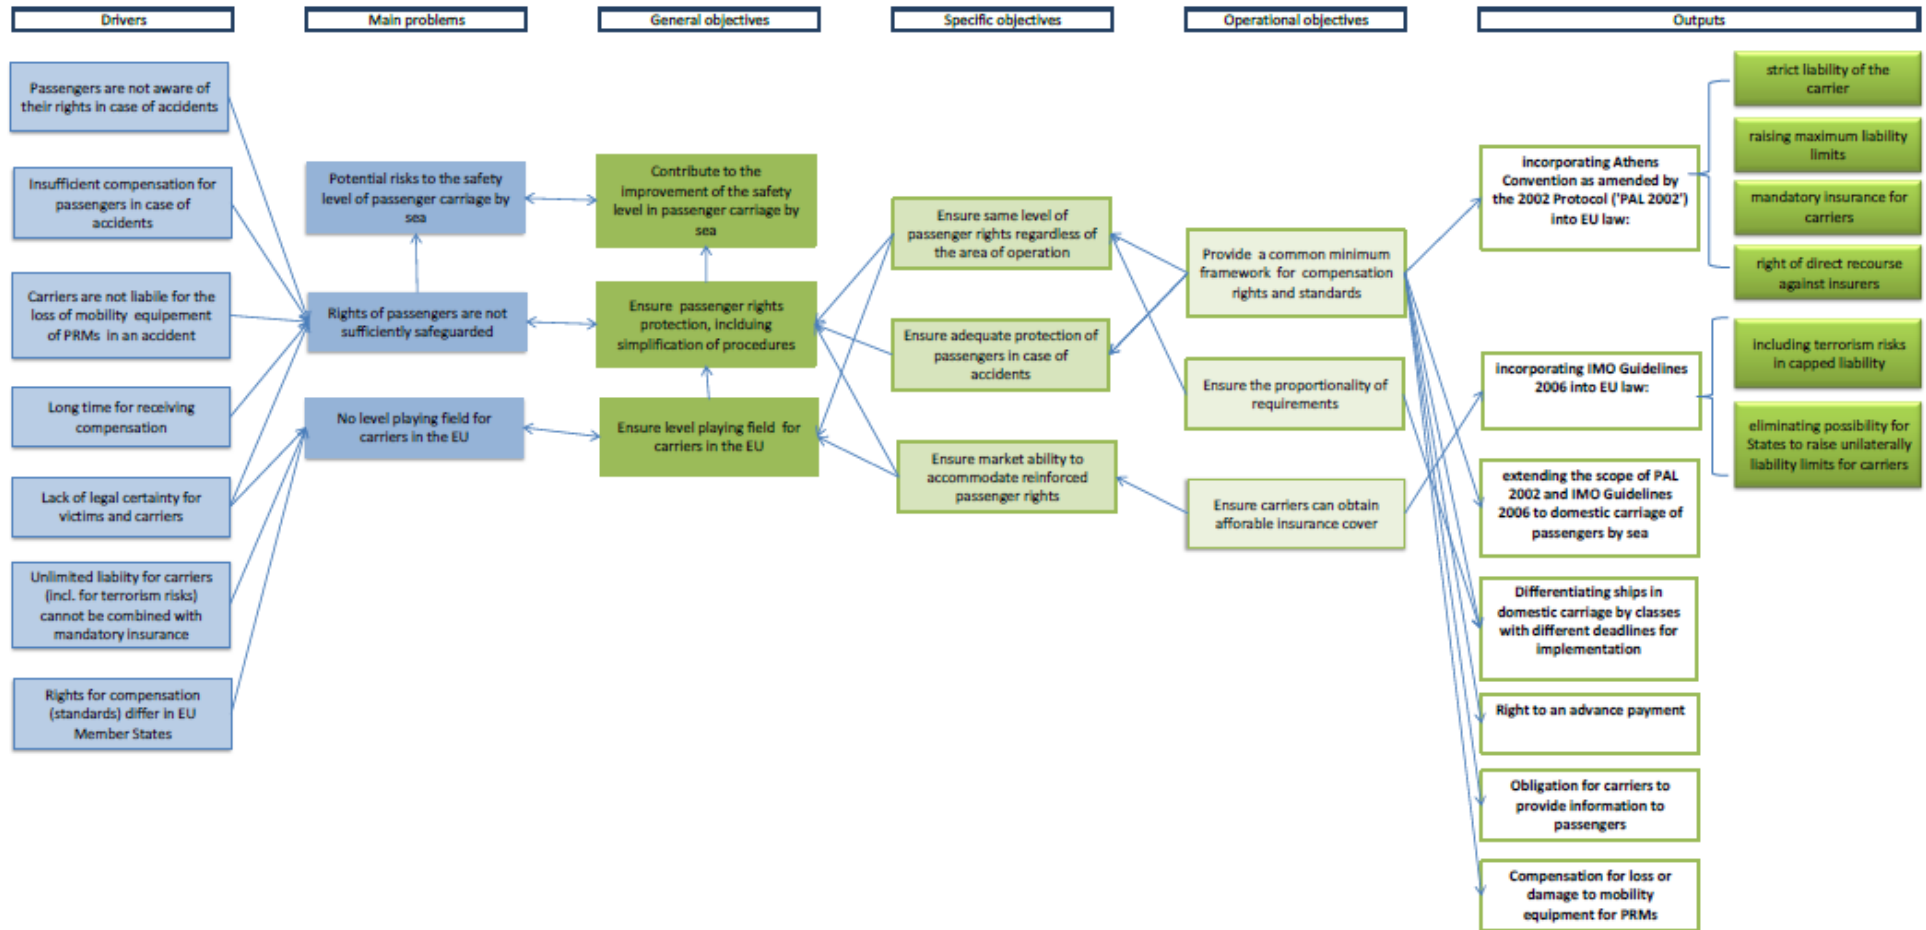 Drivers
Main problems
General objectives
Specific objectives
Operational objectives
Outputs
Passengers are not aware of
their rights in case of accidents
Insufficient compensation for
passengers in case of
accidents
Carriers are not liabile for the
loss of mobility equipement
of PRMs in an accident
Long time for receiving
compensation
Lack of legal certainty for
victims and carriers
Unlimited liabiity for carriers
(incl. for terrorism risks)
cannot be combined with
mandatory insurance
Rights for compensation
(standards) differ in EU
Member States
Potential risks to the safety
level of passenger carriage by
sea
Rights of passengers are not
sufficiently safeguarded
No level playing field for
carriers in the EU
Contribute to the
improvement of the safety
level in passenger carriage by
sea
Ensure passenger rights
protection, inclduing
simplification of procedures
Ensure level playing field for
carriers in the EU
Ensure same level of
passenger rights regardless of
the area of operation
Ensure adequate protection of
passengers in case of
accidents
Ensure market ability to
accommodate reinforced
passenger rights
Provide a common minimum
framework for compensation
rights and standards
Ensure the proportionality of
requirements
Ensure carriers can obtain
afforable insurance cover
incorporating Athens
Convention as amended by
the 2002 Protocol ('PAL 2002')
into EU law:
incorporating IMO Guidelines
2006 into EU law:
extending the scope of PAL
2002 and IMO Guidelines
2006 to domestic carriage of
passengers by sea
Differentiating ships in
domestic carriage by classes
with different deadlines for
implementation
Right to an advance payment
Obligation for carriers to
provide information to
passengers
Compensation for loss or
damage to mobility
equipment for PRMs
strict liability of the
carrier
raising maximum liability
limits
mandatory insurance for
carriers
right of direct recourse
against insurers
including terrorism risks
in capped liability
eliminating possibility for
States to raise unilaterally
liability limits for carriers